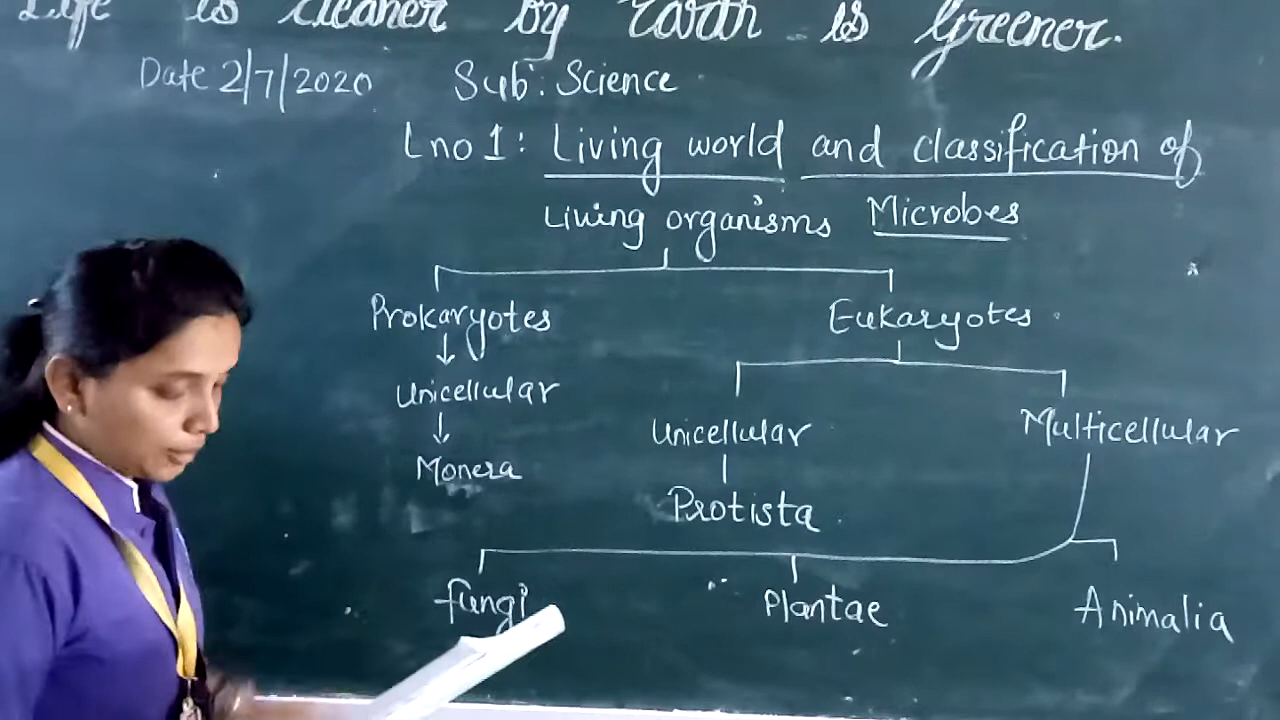 Life is cleaner by Earth is Greener.
Date 2/7/2020 Sub: Science
Lno 1: Living world and classification of
Living organisms Microbes
Prokaryotes Eukaryotes
Unicellular
Unicellular Multicellular
Monera
Protista
fungi Plantae Animalia